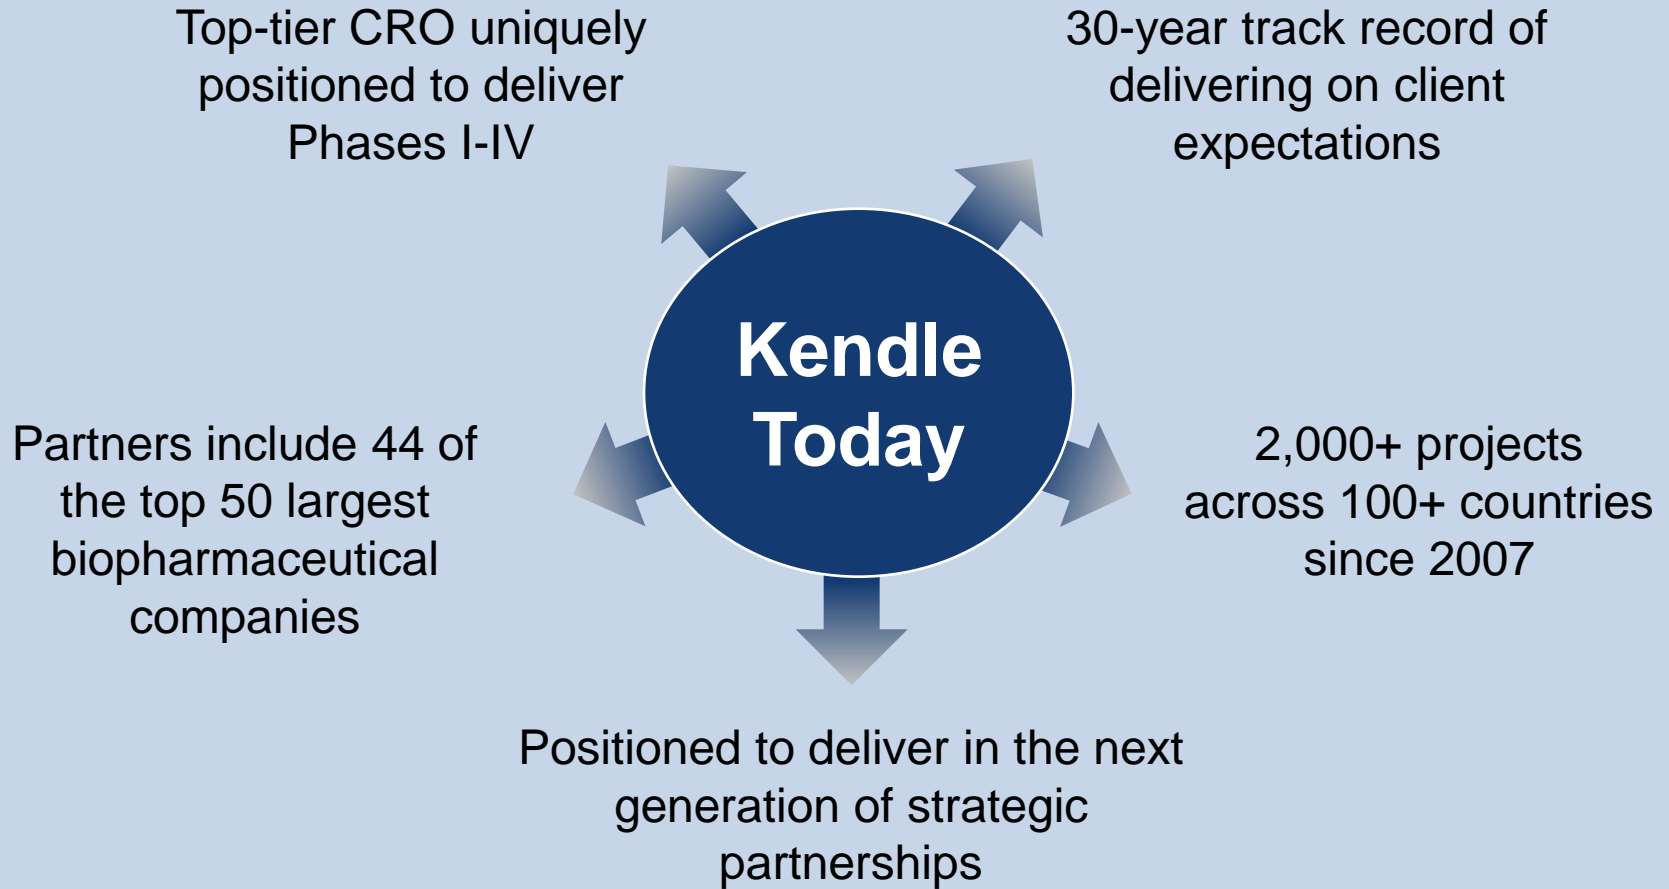 Top-tier CRO uniquely
positioned to deliver
Phases I-IV
30-year track record of
delivering on client
expectations
Kendle
Today
Partners include 44 of
the top 50 largest
biopharmaceutical
companies
2,000+ projects
across 100+ countries
since 2007
Positioned to deliver in the next
generation of strategic
partnerships